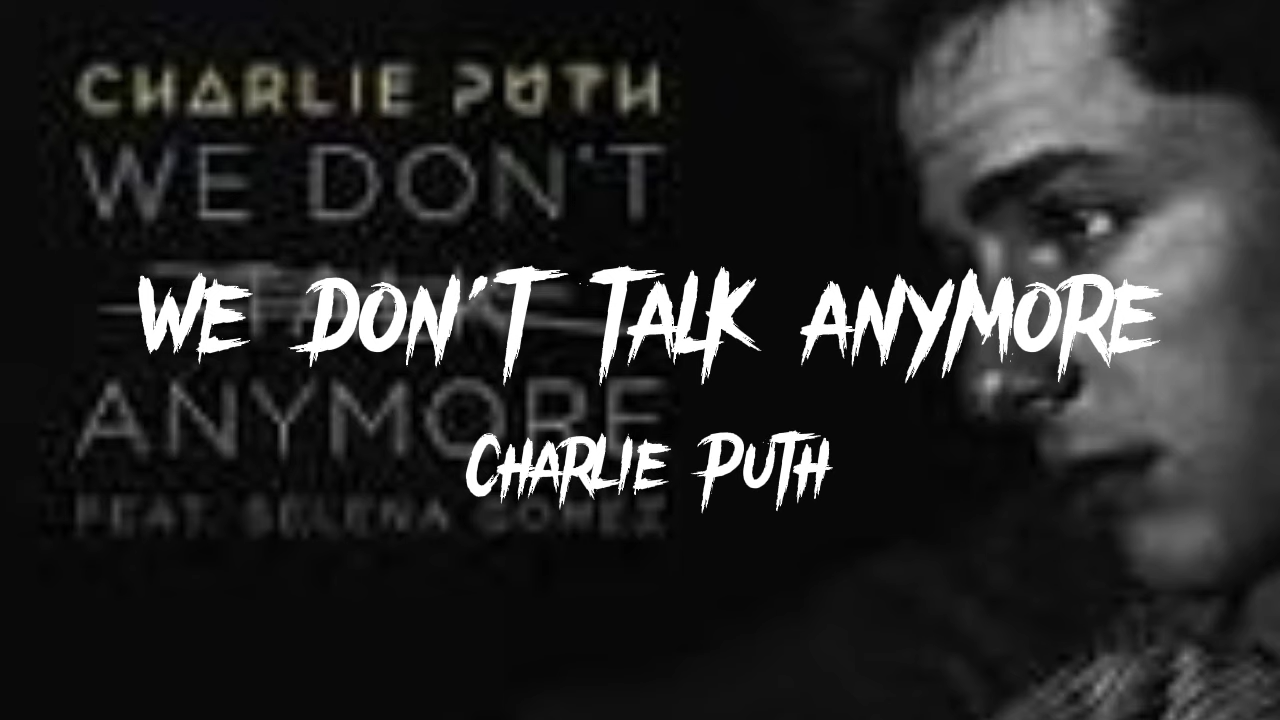 CHARLIE PUTH
WE DON'T
WE DON'T TALK ANYMORE
ANYMORE
CHARLIE PUTH
FEAT. SELENA GOMEZ